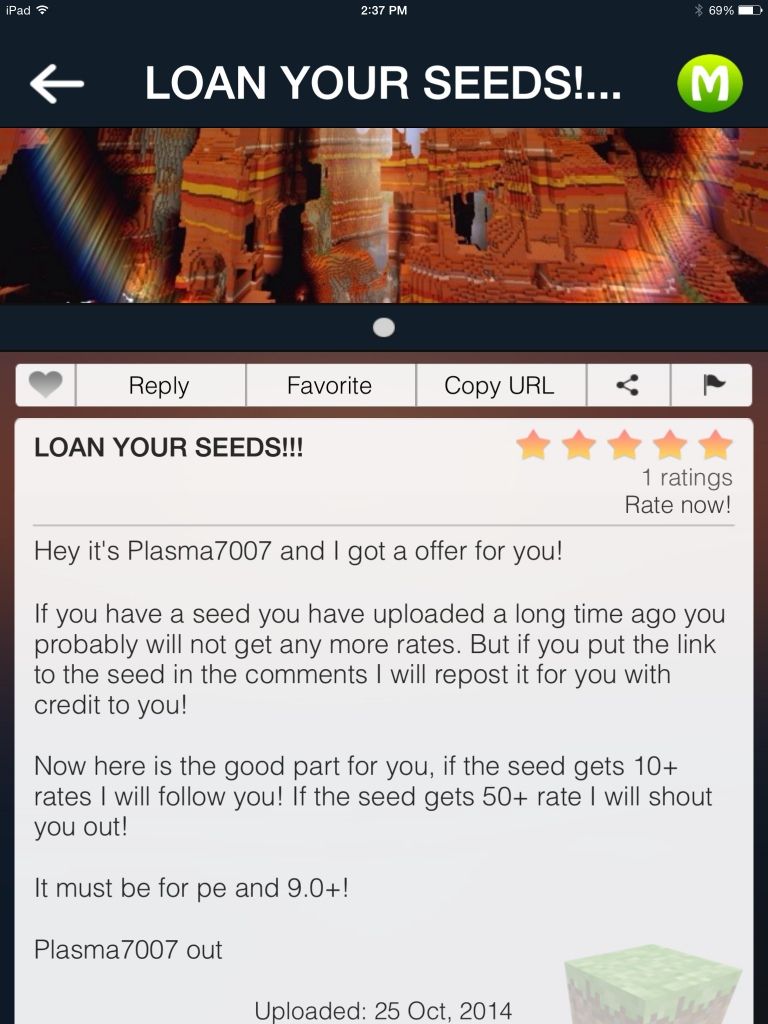 iPad 2:37 PM 69%
LOAN YOUR SEEDS!... M
Reply Favorite Copy URL
LOAN YOUR SEEDS!!!
1 ratings
Rate now!
Hey it's Plasma7007 and I got a offer for you!
If you have a seed you have uploaded a long time ago you
probably will not get any more rates. But if you put the link
to the seed in the comments I will repost it for you with
credit to you!
Now here is the good part for you, if the seed gets 10+
rates I will follow you! If the seed gets 50+ rate I will shout
you out!
It must be for pe and 9.0+!
Plasma7007 out
Uploaded: 25 Oct, 2014